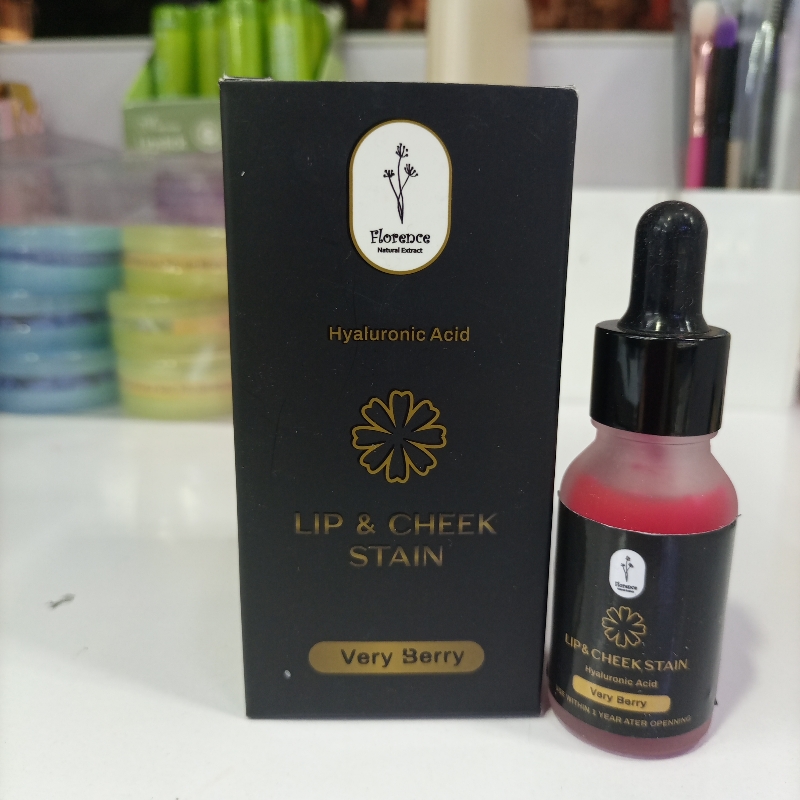 Florence
Natural Extract
Hyaluronic Acid
LIP & CHEEK
STAIN
Very Berry
Florence
LIP & CHEEK STAIN
Hyaluronic Acid
Very Berry
USE WITHIN 1 YEAR ATER OPENNING